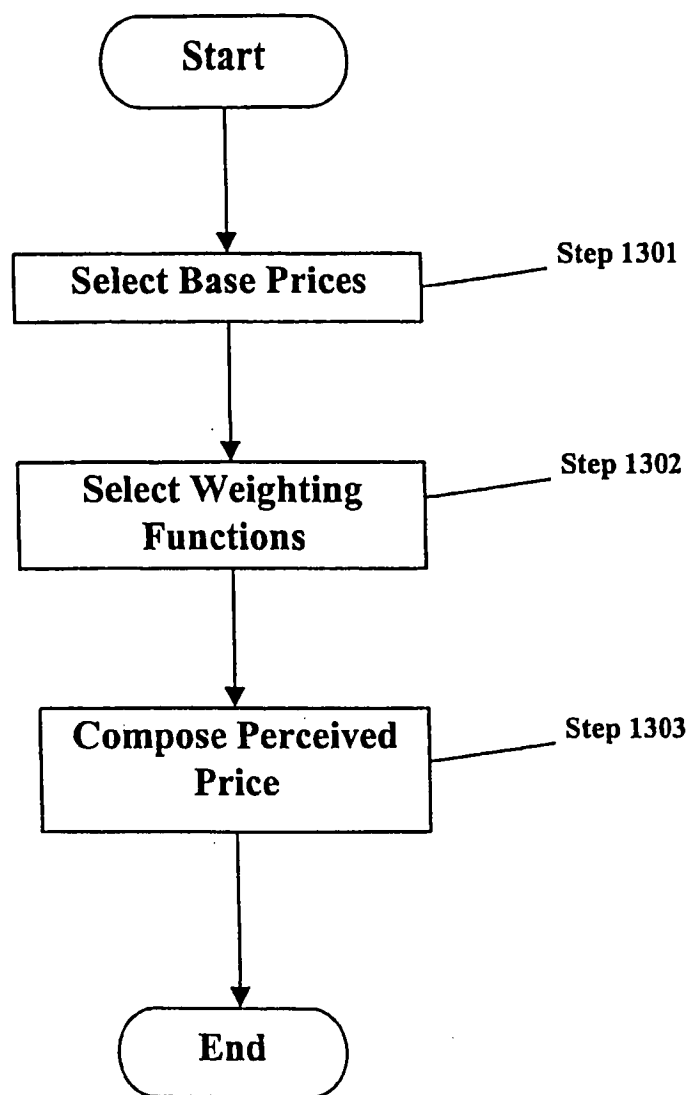 Start
Select Base Prices
Step 1301
Select Weighting
Functions
Step 1302
Compose Perceived
Price
Step 1303
End